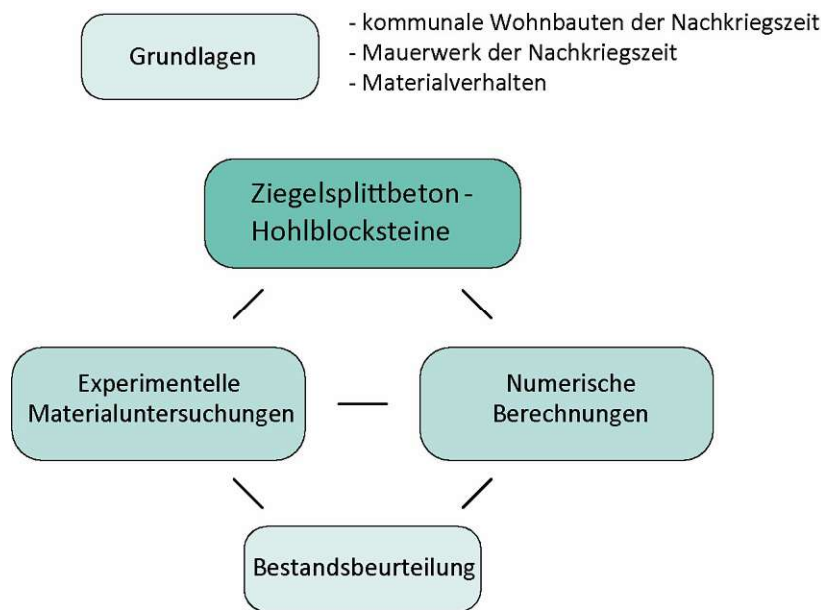 Grundlagen
- kommunale Wohnbauten der Nachkriegszeit
- Mauerwerk der Nachkriegszeit
- Materialverhalten
Ziegelsplittbeton -
Hohlblocksteine
Experimentelle
Materialuntersuchungen
Numerische
Berechnungen
Bestandsbeurteilung